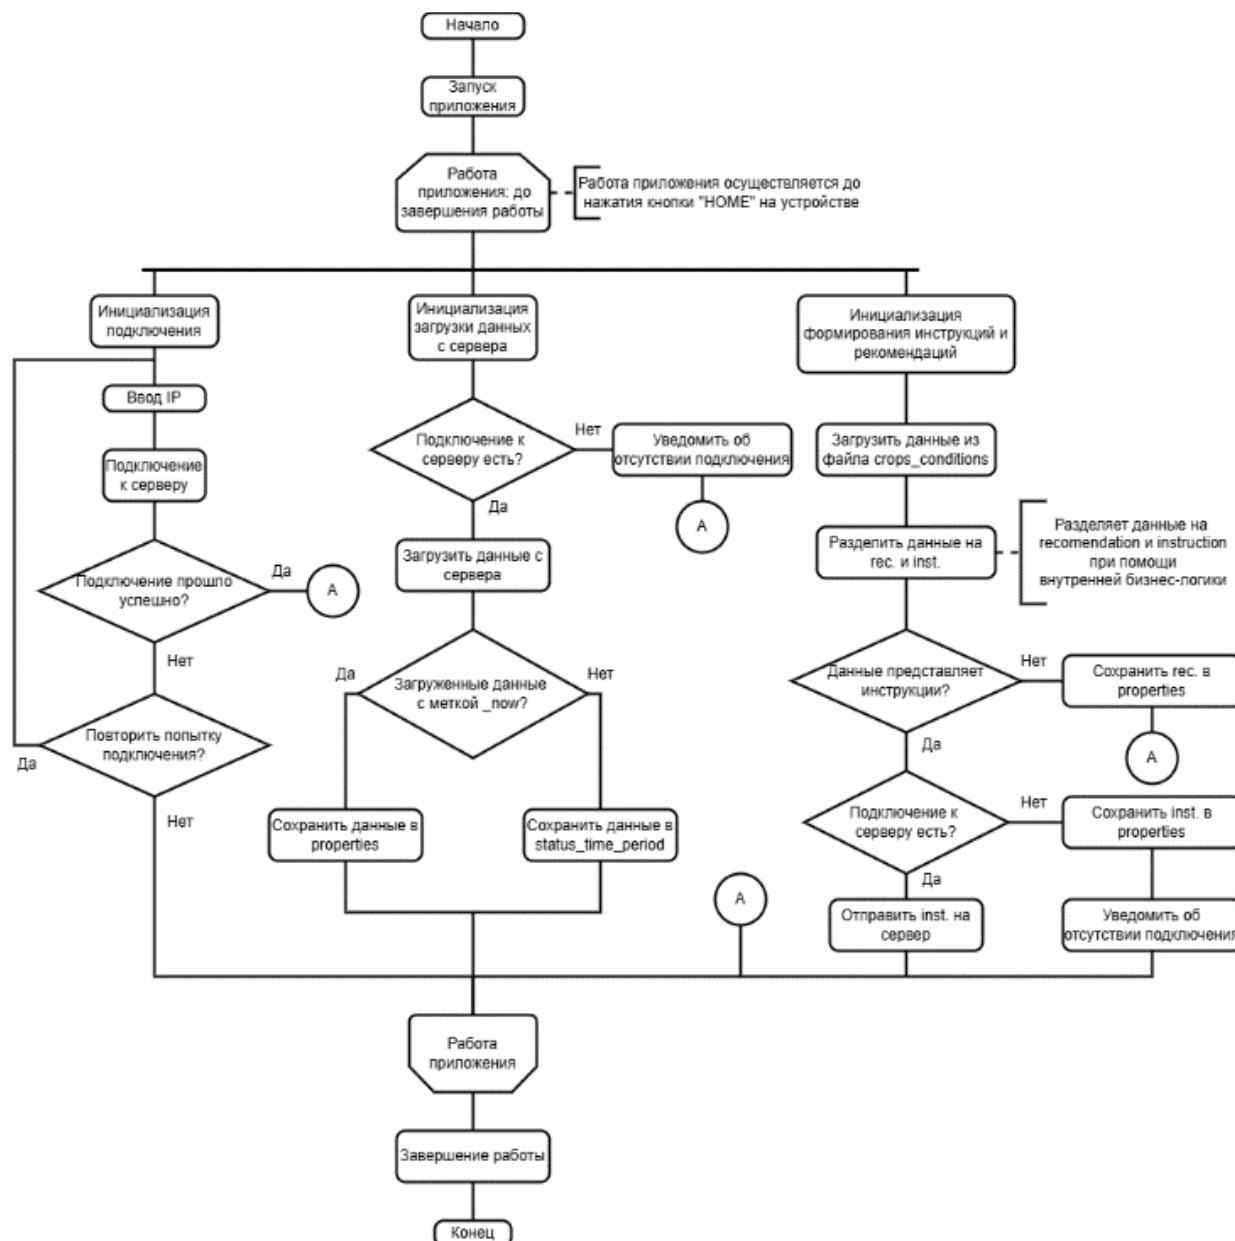 Начало
Запуск
приложения
Работа
приложения: до
завершения работы
Работа приложения осуществляется до
нажатия кнопки "HOME" на устройстве
Инициализация
подключения
Ввод IP
Подключение
к серверу
Подключение прошло
успешно?
Да
А
Нет
Повторить попытку
подключения?
Да
Нет
Инициализация
загрузки данных
с сервера
Подключение к
серверу есть?
Нет
Уведомить об
отсутствии подключения
А
Да
Загрузить данные с
сервера
Загруженные данные
с меткой _now?
Да
Нет
Сохранить данные в
properties
Сохранить данные в
status_time_period
Инициализация
формирования инструкций и
рекомендаций
Загрузить данные из
файла crops_conditions
Разделить данные на
rec. и inst.
Разделяет данные на
recomendation и instruction
при помощи
внутренней бизнес-логики
Данные представляет
инструкции?
Нет
Сохранить rec. в
properties
А
Да
Подключение к
серверу есть?
Нет
Сохранить inst. в
properties
Да
Отправить inst. на
сервер
Уведомить об
отсутствии подключения
А
Работа
приложения
Завершение работы
Конец